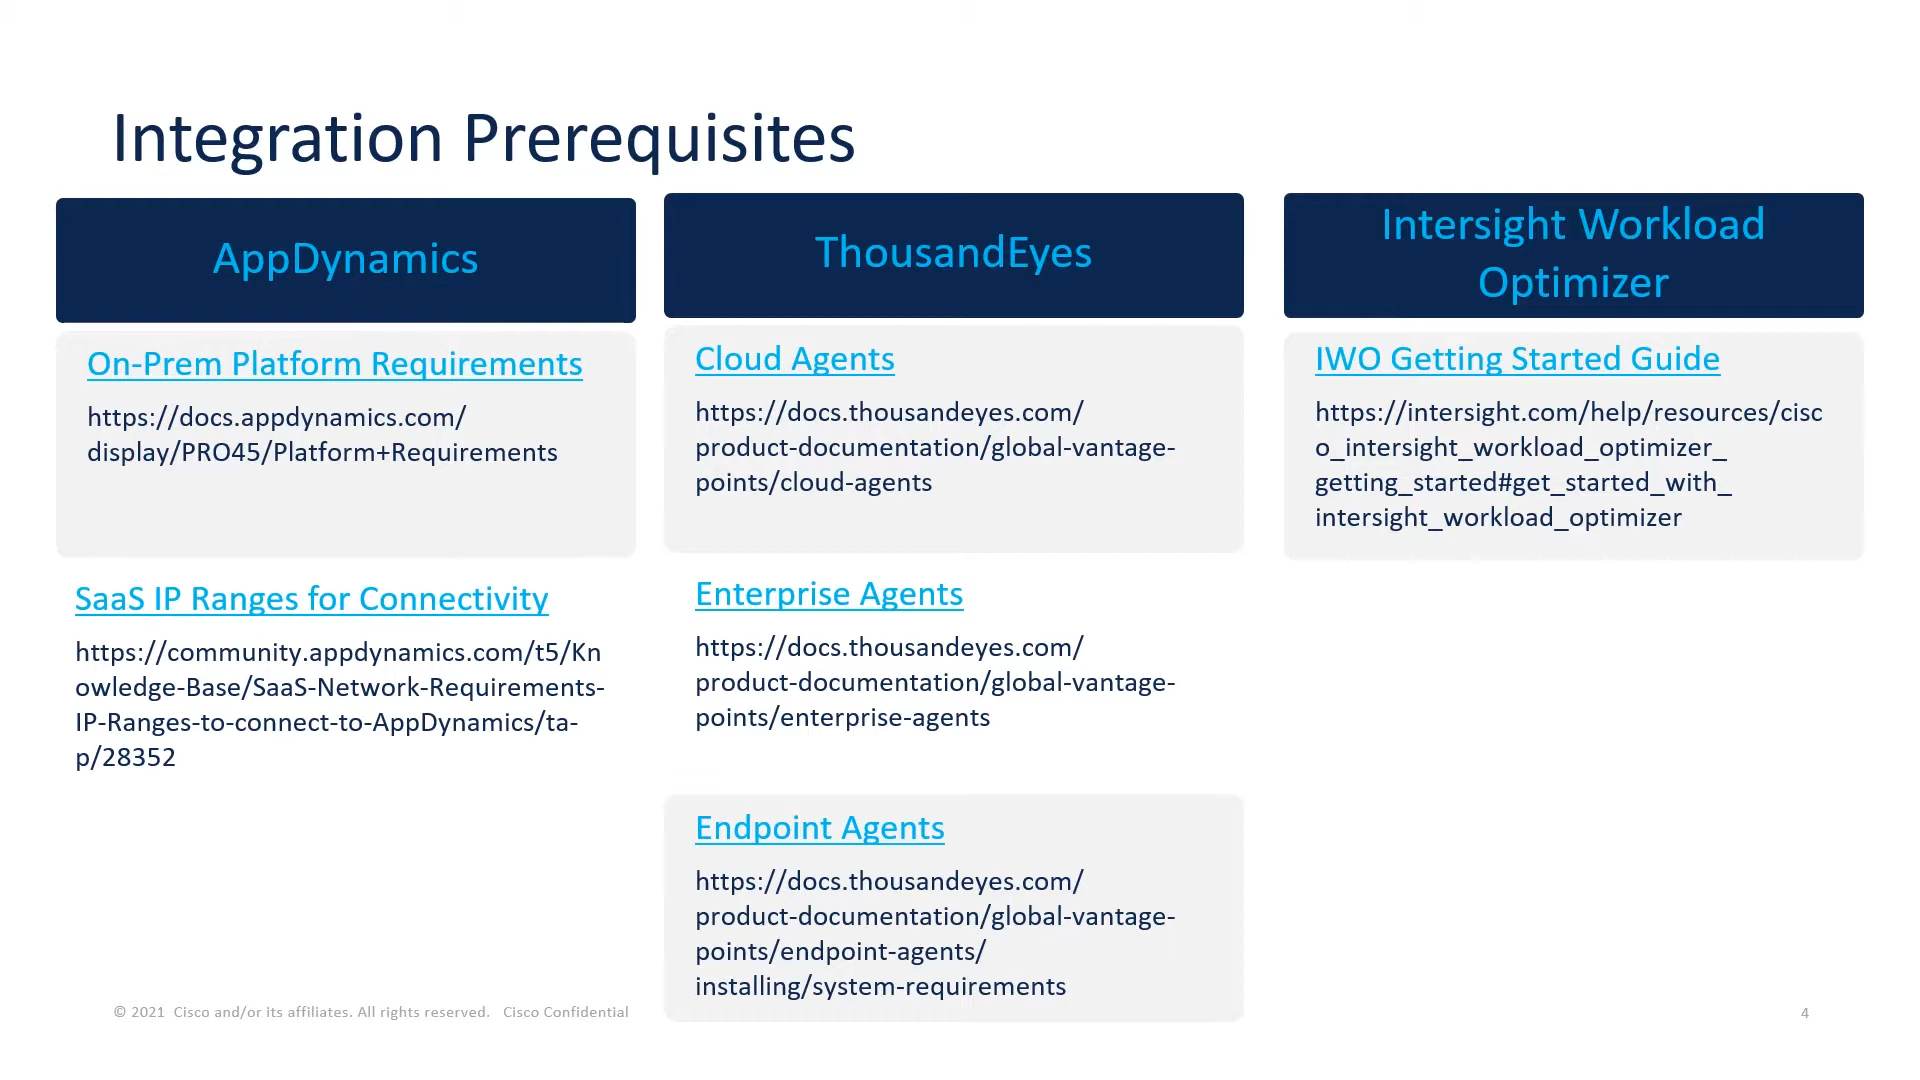 Integration Prerequisites
AppDynamics
On-Prem Platform Requirements
https://docs.appdynamics.com/
display/PRO45/Platform+Requirements
SaaS IP Ranges for Connectivity
https://community.appdynamics.com/t5/Kn
owledge-Base/SaaS-Network-Requirements-
IP-Ranges-to-connect-to-AppDynamics/ta-
p/28352
ThousandEyes
Cloud Agents
https://docs.thousandeyes.com/
product-documentation/global-vantage-
points/cloud-agents
Enterprise Agents
https://docs.thousandeyes.com/
product-documentation/global-vantage-
points/enterprise-agents
Endpoint Agents
https://docs.thousandeyes.com/
product-documentation/global-vantage-
points/endpoint-agents/
installing/system-requirements
Intersight Workload
Optimizer
IWO Getting Started Guide
https://intersight.com/help/resources/cisc
o_intersight_workload_optimizer_
getting_started#get_started_with_
intersight_workload_optimizer
© 2021 Cisco and/or its affiliates. All rights reserved. Cisco Confidential
4